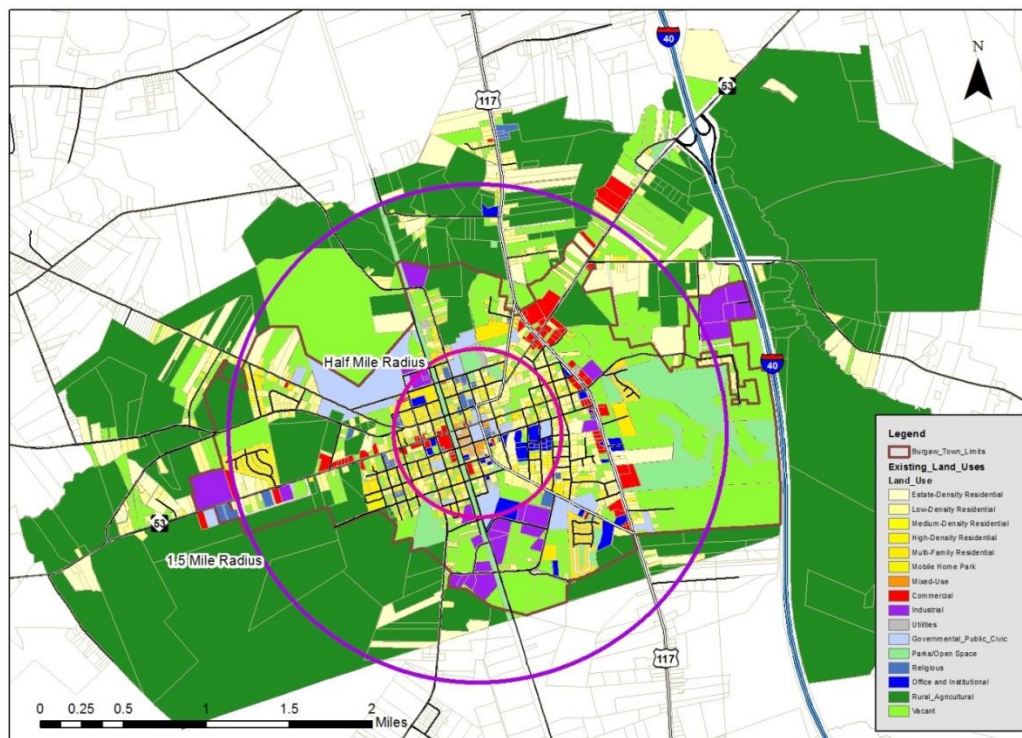 40
53
N
117
Half Mile Radius
40
53
1.5 Mile Radius
117
0 0.25 0.5 1 1.5 2
Miles
Legend
Burgaw_Town_Limits
Existing_Land_Uses
Land_Use
Estate-Density Residential
Low-Density Residential
Medium-Density Residential
High-Density Residential
Multi-Family Residential
Mobile Home Park
Mixed-Use
Commercial
Industrial
Utilities
Governmental_Public_Civic
Parks/Open Space
Religious
Office and Institutional
Rural_Agricultural
Vacant